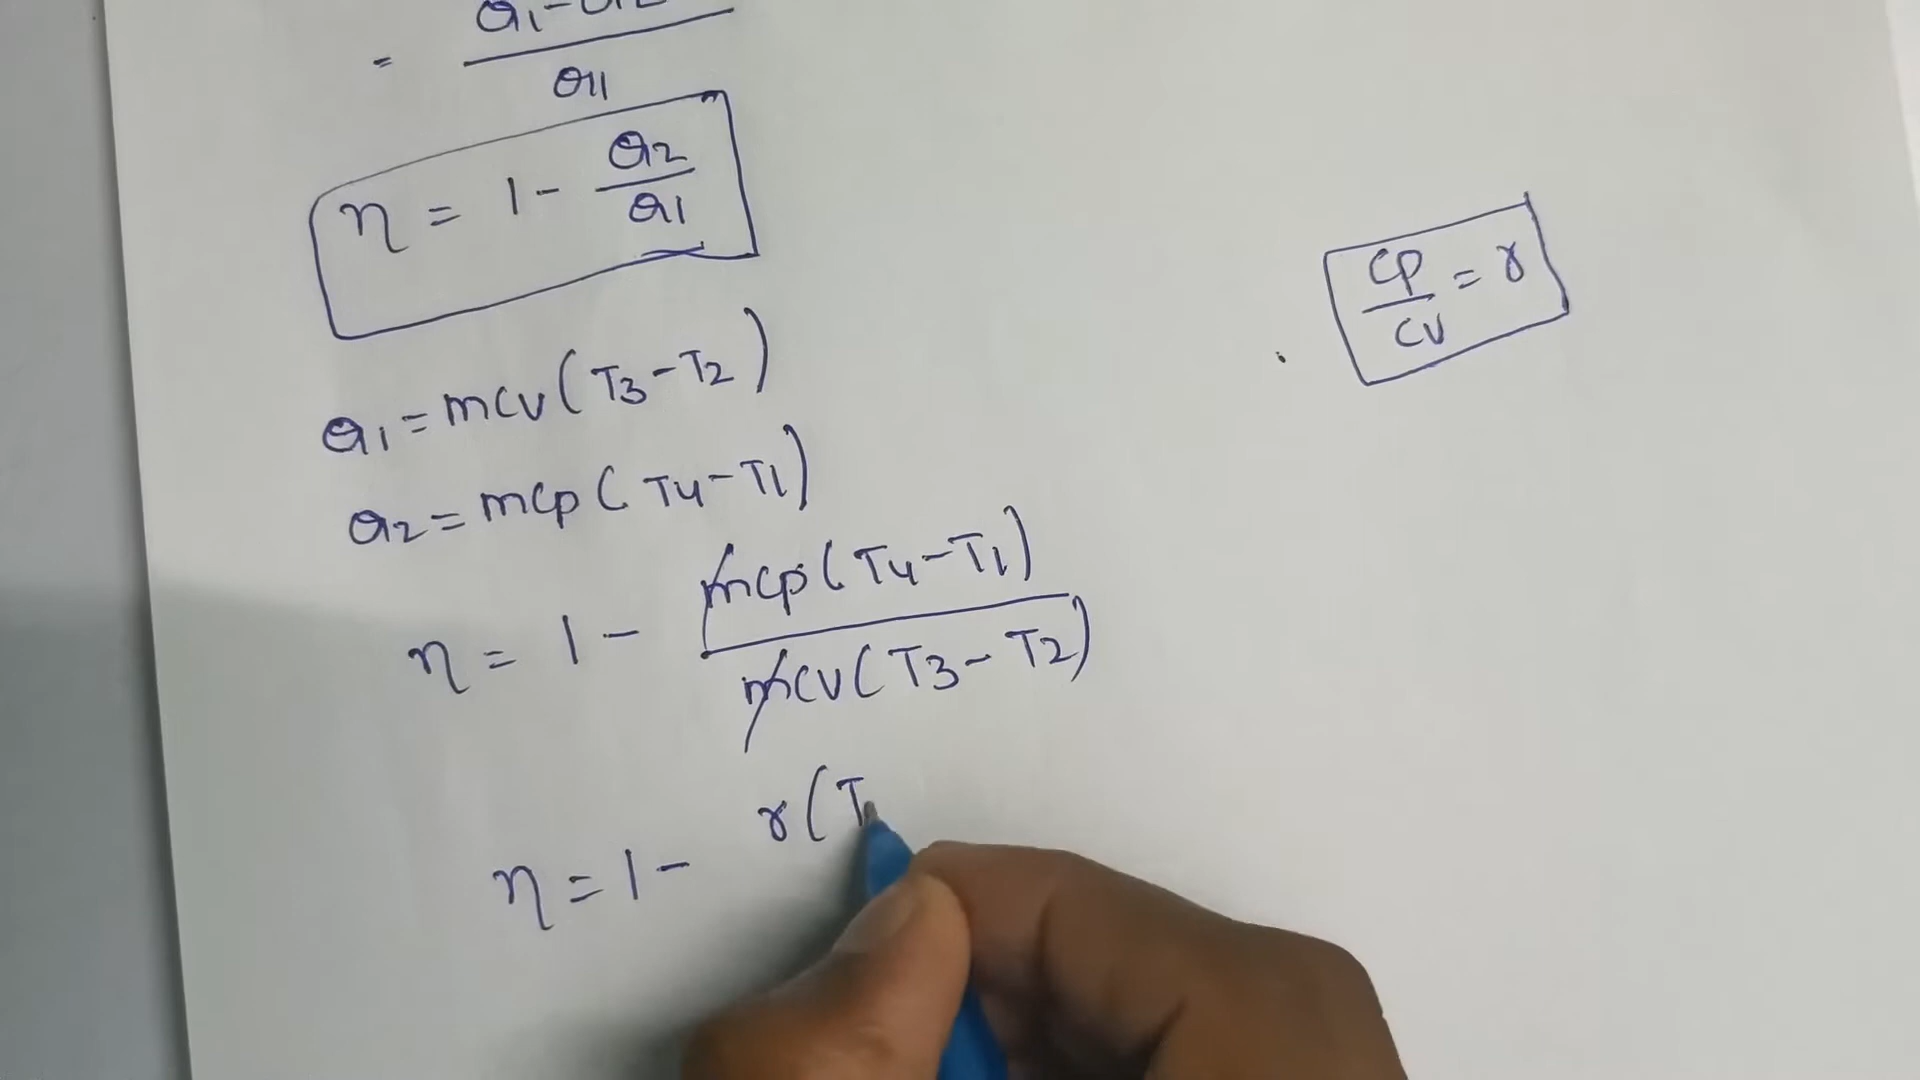 = Q1-Q2 / Q1
η = 1 - Q2/Q1
Cp/Cv = γ
Q1 = mCv(T3-T2)
Q2 = mCp(T4-T1)
η = 1 - mCp(T4-T1) / mCv(T3-T2)
η = 1 - γ(T